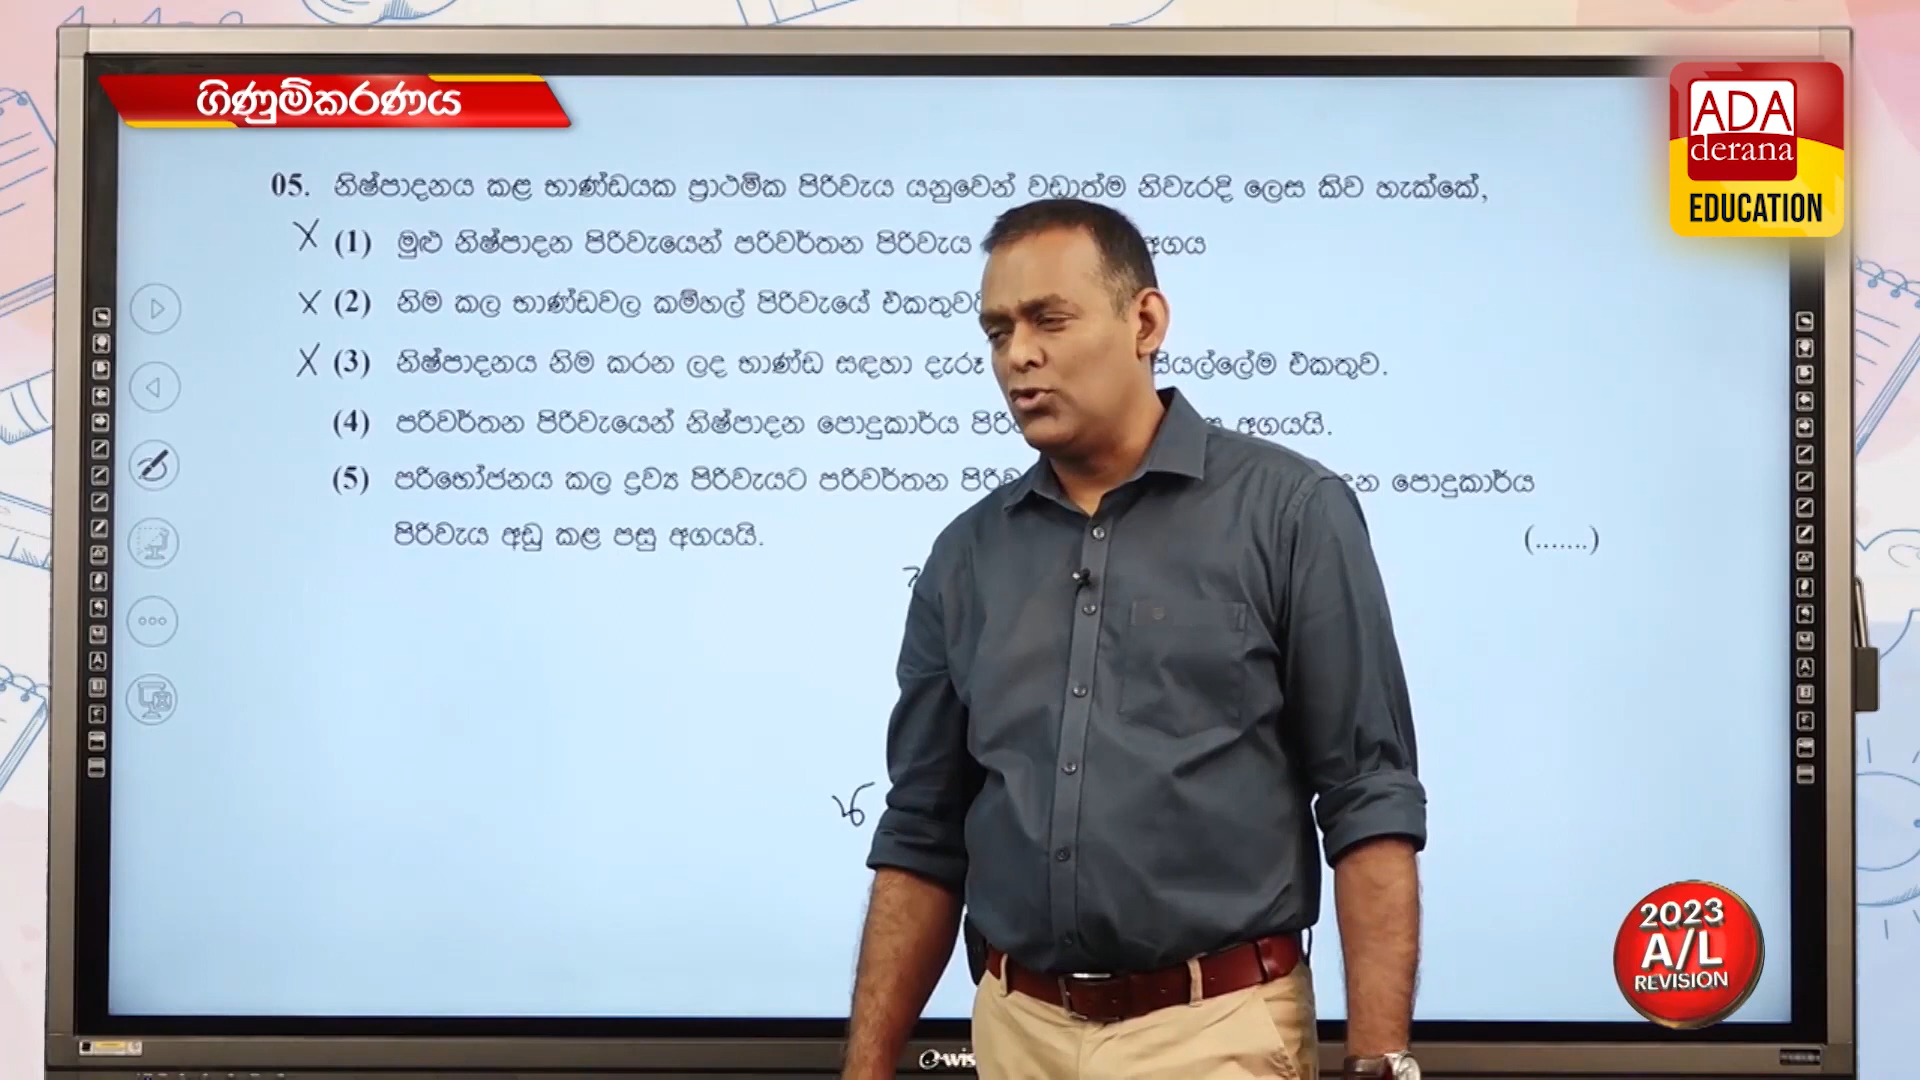 ගිණුම්කරණය
ADA
derana
EDUCATION
05. නිෂ්පාදනය කළ භාණ්ඩයක ප්‍රාථමික පිරිවැය යනුවෙන් වඩාත්ම නිවැරදි ලෙස කිව හැක්කේ,
X (1) මුළු නිෂ්පාදන පිරිවැයෙන් පරිවර්තන පිරිවැය අගය
X (2) නිම කල භාණ්ඩවල කම්හල් පිරිවැයේ
X (3) නිෂ්පාදනය නිම කරන ලද භාණ්ඩ සඳහා දැරූ සියල්ලේම එකතුව.
(4) පරිවර්තන පිරිවැයෙන් නිෂ්පාදන පොදුකාර්ය අගයයි.
(5) පරිභෝජනය කල ද්‍රව්‍ය පිරිවැයට පරිවර්තන පොදුකාර්ය
පිරිවැය අඩු කළ පසු අගයයි. (.......)
2023
A/L
REVISION